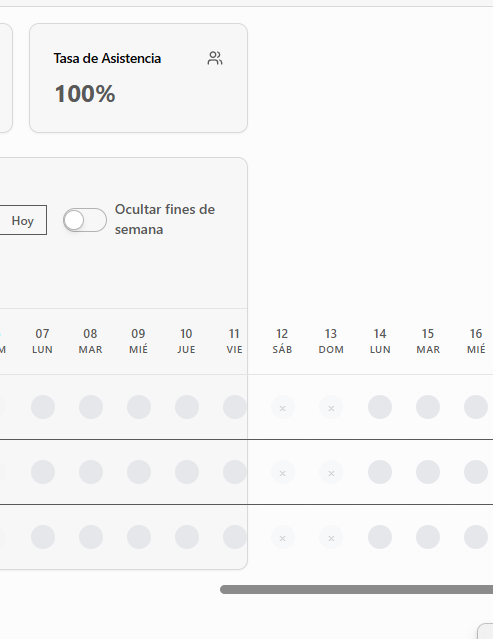 Tasa de Asistencia
100%
Hoy
Ocultar fines de
semana
07 08 09 10 11 12 13 14 15 16
LUN MAR MIÉ JUE VIE SÁB DOM LUN MAR MIÉ
× ×
× ×
× ×